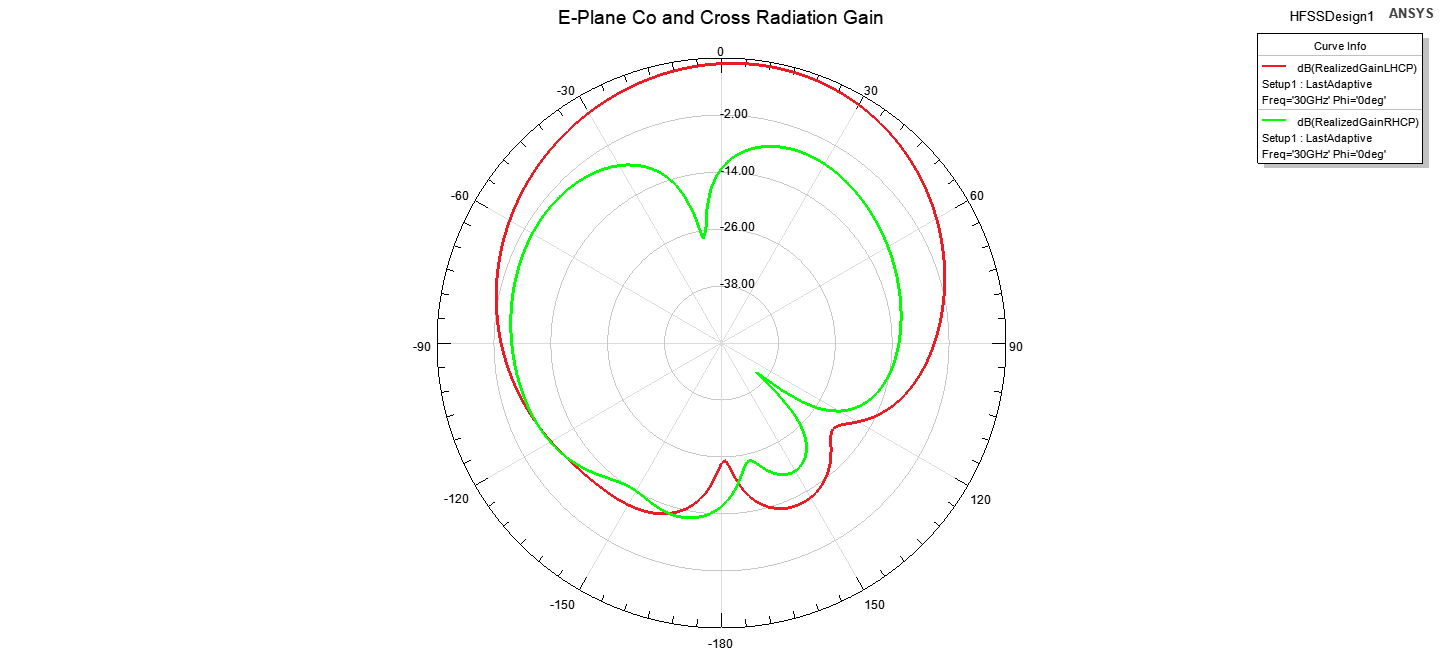 E-Plane Co and Cross Radiation Gain
HFSSDesign1
ANSYS
Curve Info
dB(RealizedGainLHCP)
Setup1 : LastAdaptive
Freq='30GHz' Phi='0deg'
dB(RealizedGainRHCP)
Setup1 : LastAdaptive
Freq='30GHz' Phi='0deg'
0
-30
30
-2.00
-14.00
-60
60
-26.00
-38.00
-90
90
-120
120
-150
150
-180